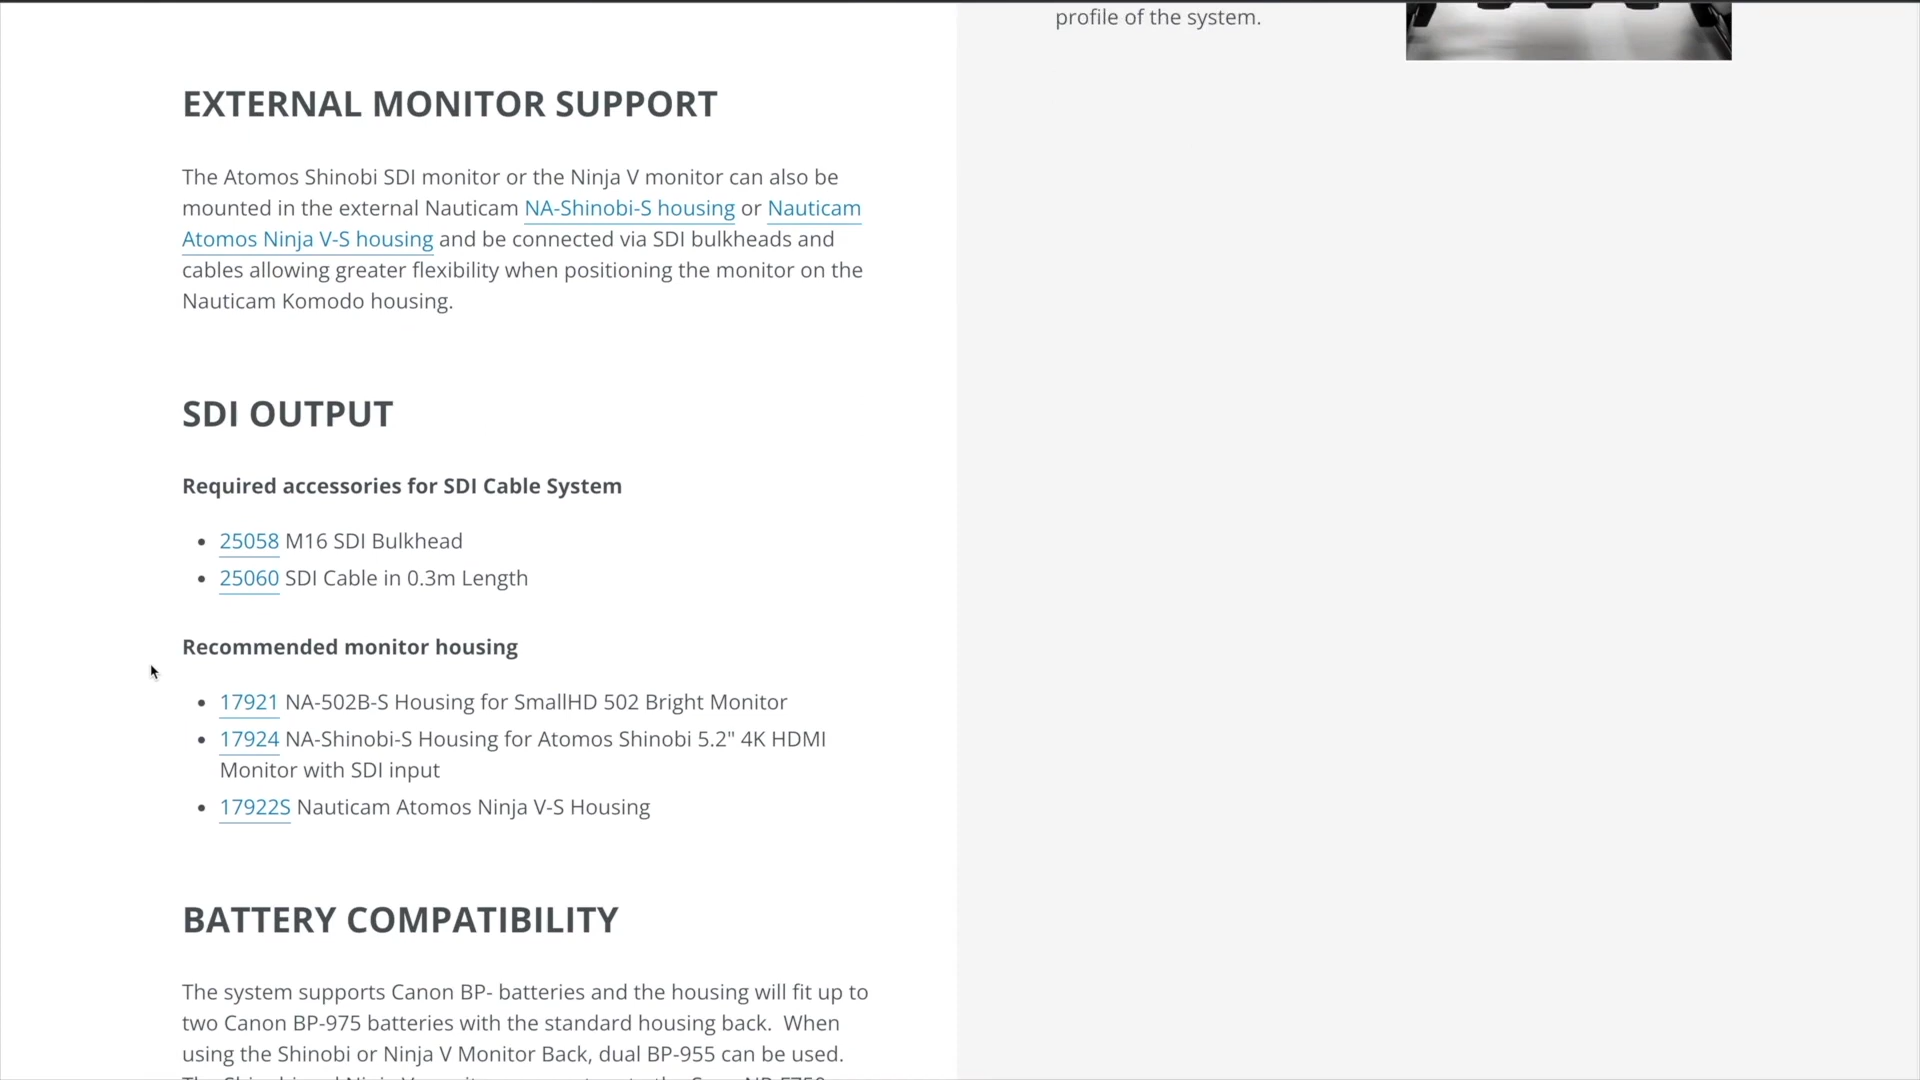 profile of the system.
EXTERNAL MONITOR SUPPORT
The Atomos Shinobi SDI monitor or the Ninja V monitor can also be
mounted in the external Nauticam NA-Shinobi-S housing or Nauticam
Atomos Ninja V-S housing and be connected via SDI bulkheads and
cables allowing greater flexibility when positioning the monitor on the
Nauticam Komodo housing.
SDI OUTPUT
Required accessories for SDI Cable System
• 25058 M16 SDI Bulkhead
• 25060 SDI Cable in 0.3m Length
Recommended monitor housing
• 17921 NA-502B-S Housing for SmallHD 502 Bright Monitor
• 17924 NA-Shinobi-S Housing for Atomos Shinobi 5.2" 4K HDMI
Monitor with SDI input
• 17922S Nauticam Atomos Ninja V-S Housing
BATTERY COMPATIBILITY
The system supports Canon BP- batteries and the housing will fit up to
two Canon BP-975 batteries with the standard housing back.  When
using the Shinobi or Ninja V Monitor Back, dual BP-955 can be used.